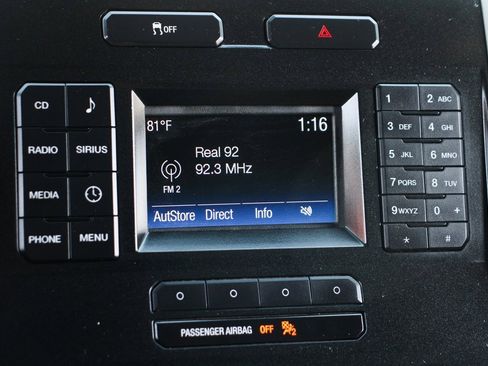 OFF
CD
RADIO SIRIUS
MEDIA
PHONE MENU
81°F 1:16
Real 92
92.3 MHz
FM 2
AutStore Direct Info
1 2 ABC
3 DEF 4 GHI
5 JKL 6 MNO
7 PQRS 8 TUV
9 WXYZ 0 +
* #
PASSENGER AIRBAG OFF 2